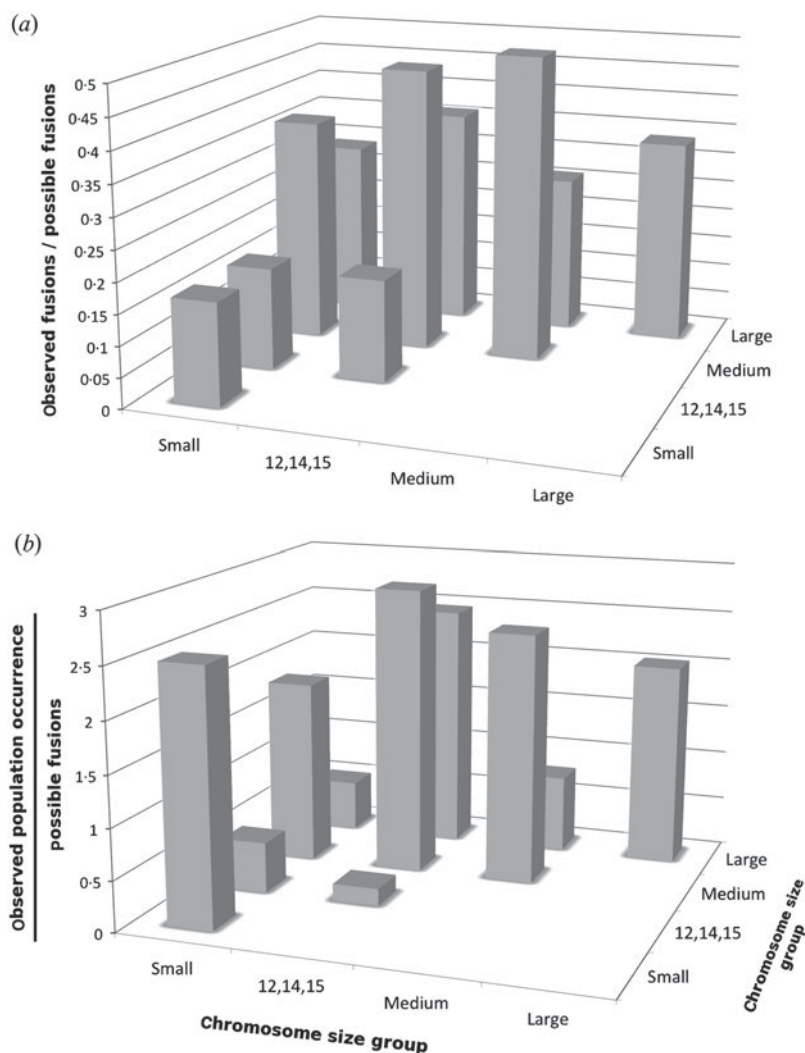 (a)
Observed fusions / possible fusions
0·5
0·45
0·4
0·35
0·3
0·25
0·2
0·15
0·1
0·05
0
Small
12,14,15
Medium
Large
Large
Medium
12,14,15
Small
(b)
Observed population occurrence
possible fusions
3
2·5
2
1·5
1
0·5
0
Small
12,14,15
Medium
Large
Chromosome size group
Large
Medium
12,14,15
Small
Chromosome size
group